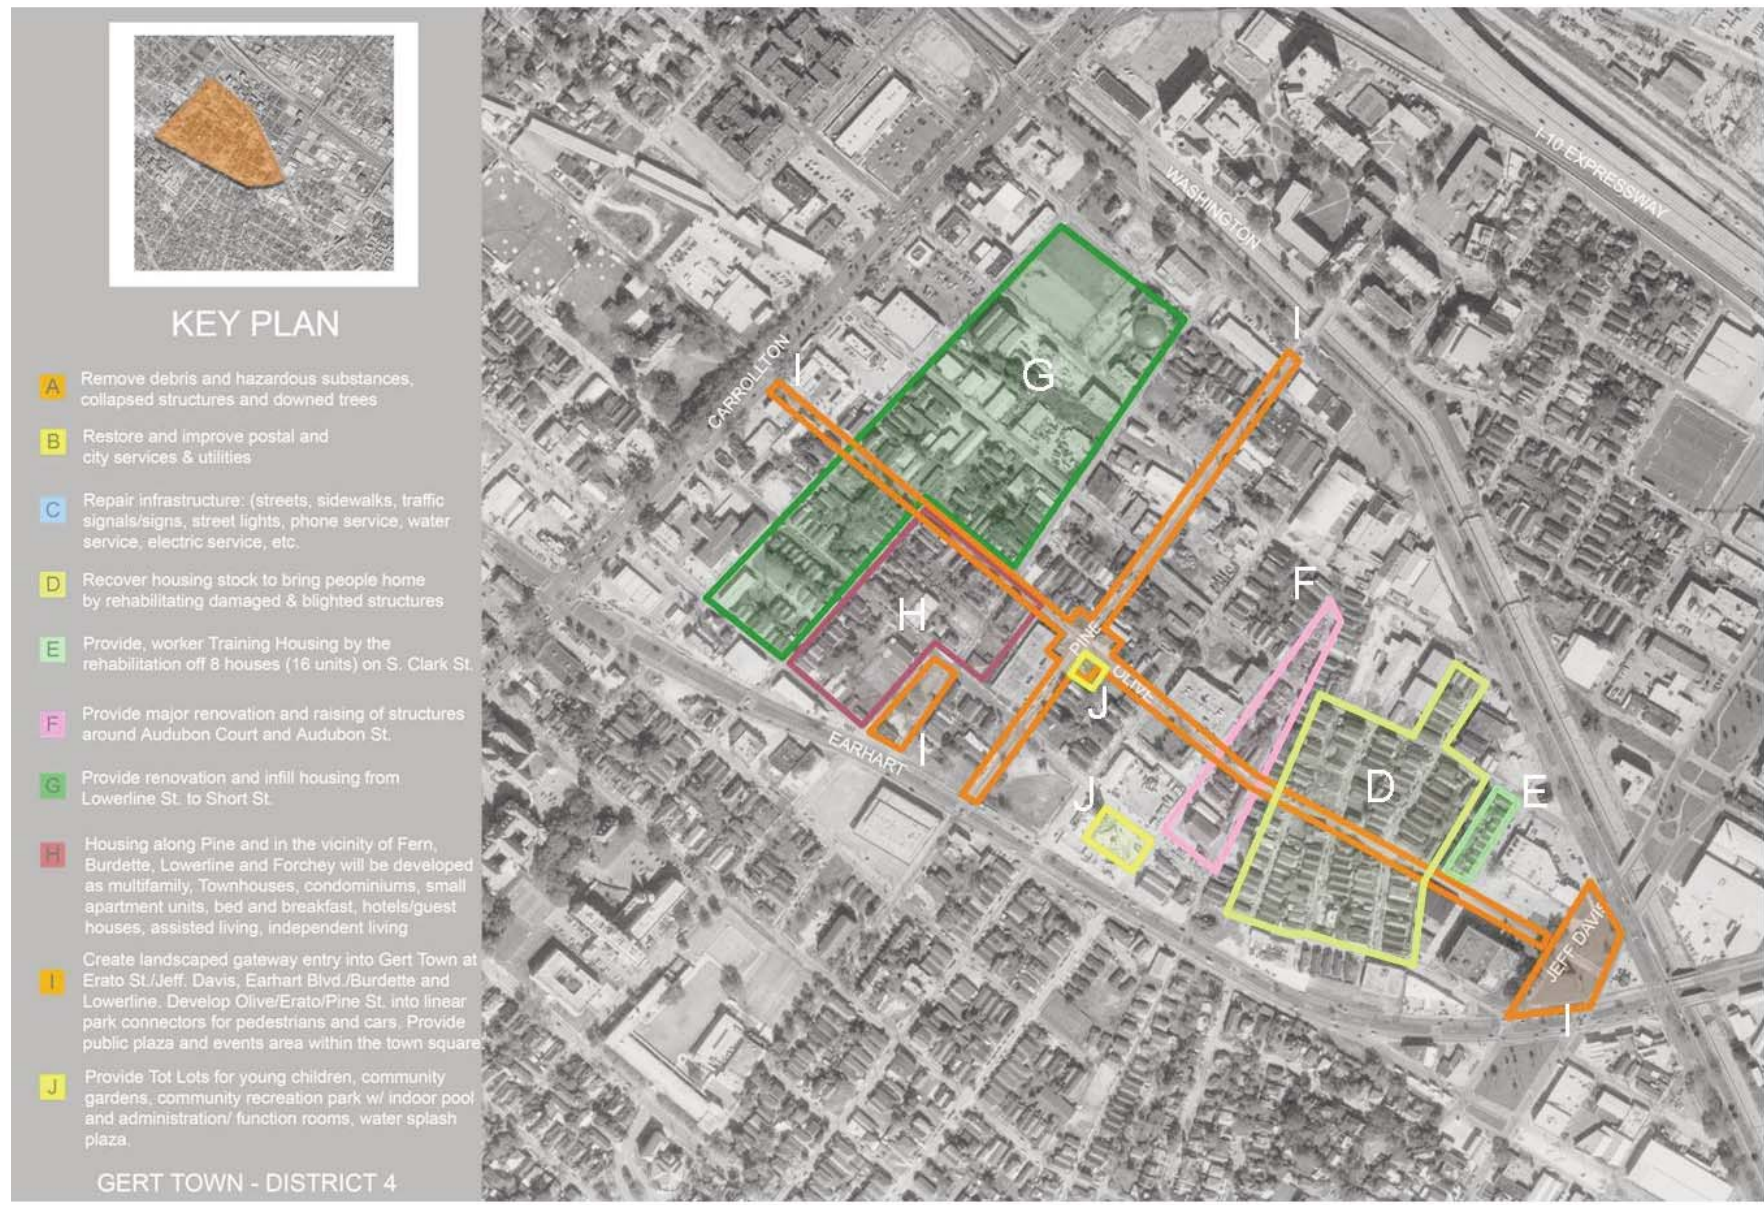 KEY PLAN
A
Remove debris and hazardous substances,
collapsed structures and downed trees
B
Restore and improve postal and
city services & utilities
C
Repair infrastructure: (streets, sidewalks, traffic
signals/signs, street lights, phone service, water
service, electric service, etc.
D
Recover housing stock to bring people home
by rehabilitating damaged & blighted structures
E
Provide, worker Training Housing by the
rehabilitation off 8 houses (16 units) on S. Clark St.
F
Provide major renovation and raising of structures
around Audubon Court and Audubon St.
G
Provide renovation and infill housing from
Lowerline St. to Short St.
H
Housing along Pine and in the vicinity of Fern,
Burdette, Lowerline and Forchey will be developed
as multifamily, Townhouses, condominiums, small
apartment units, bed and breakfast, hotels/guest
houses, assisted living, independent living
I
Create landscaped gateway entry into Gert Town at
Erato St./Jeff. Davis, Earhart Blvd./Burdette and
Lowerline. Develop Olive/Erato/Pine St. into linear
park connectors for pedestrians and cars. Provide
public plaza and events area within the town square.
J
Provide Tot Lots for young children, community
gardens, community recreation park w/ indoor pool
and administration/ function rooms, water splash
plaza.
GERT TOWN - DISTRICT 4
I-10 EXPRESSWAY
WASHINGTON
CARROLLTON
I
I
G
F
H
PINE
OLIVE
J
EARHART
I
J
D
E
JEFF DAVIS
I